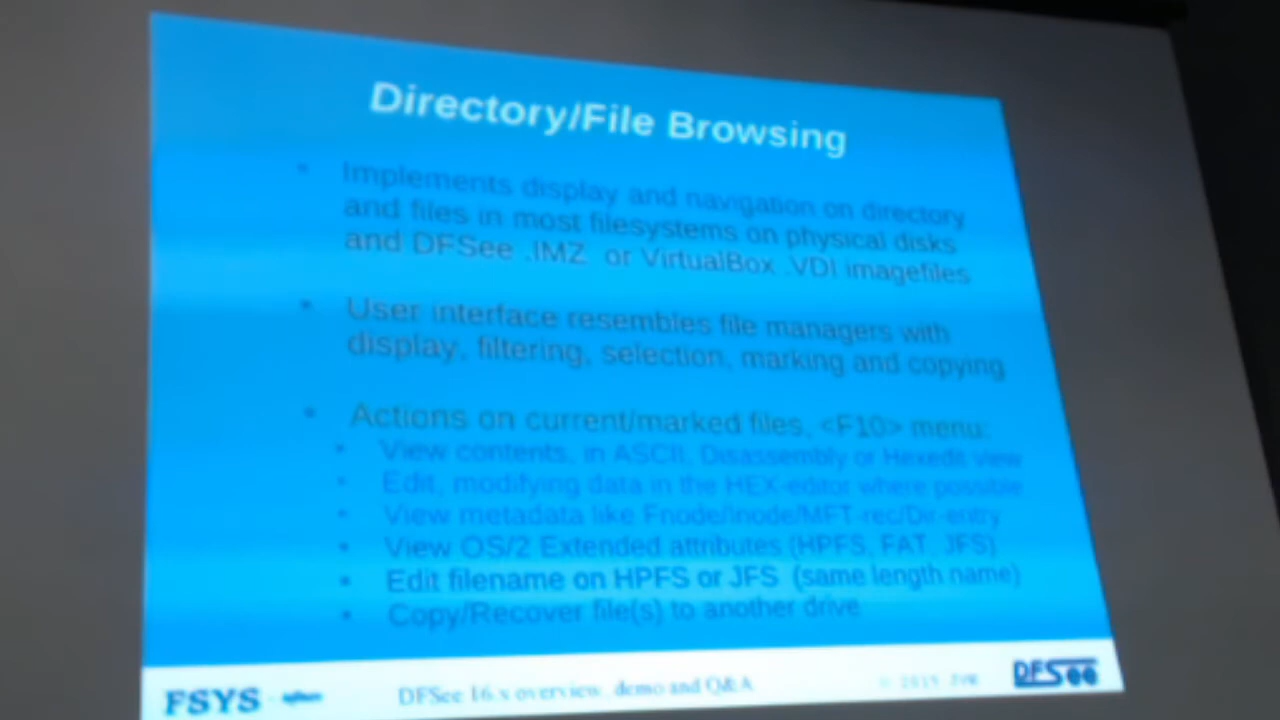 Directory/File Browsing
• Implements display and navigation on directory
and files in most filesystems on physical disks
and DFSee .IMZ or VirtualBox .VDI imagefiles
• User interface resembles file managers with
display, filtering, selection, marking and copying
• Actions on current/marked files, <F10> menu:
• View contents, in ASCII, Disassembly or Hexedit view
• Edit, modifying data in the HEX-editor where possible
• View metadata like Fnode/Inode/MFT-rec/Dir-entry
• View OS/2 Extended attributes (HPFS, FAT, JFS)
• Edit filename on HPFS or JFS (same length name)
• Copy/Recover file(s) to another drive
FSYS
DFSee 16.x overview, demo and Q&A
DFSee